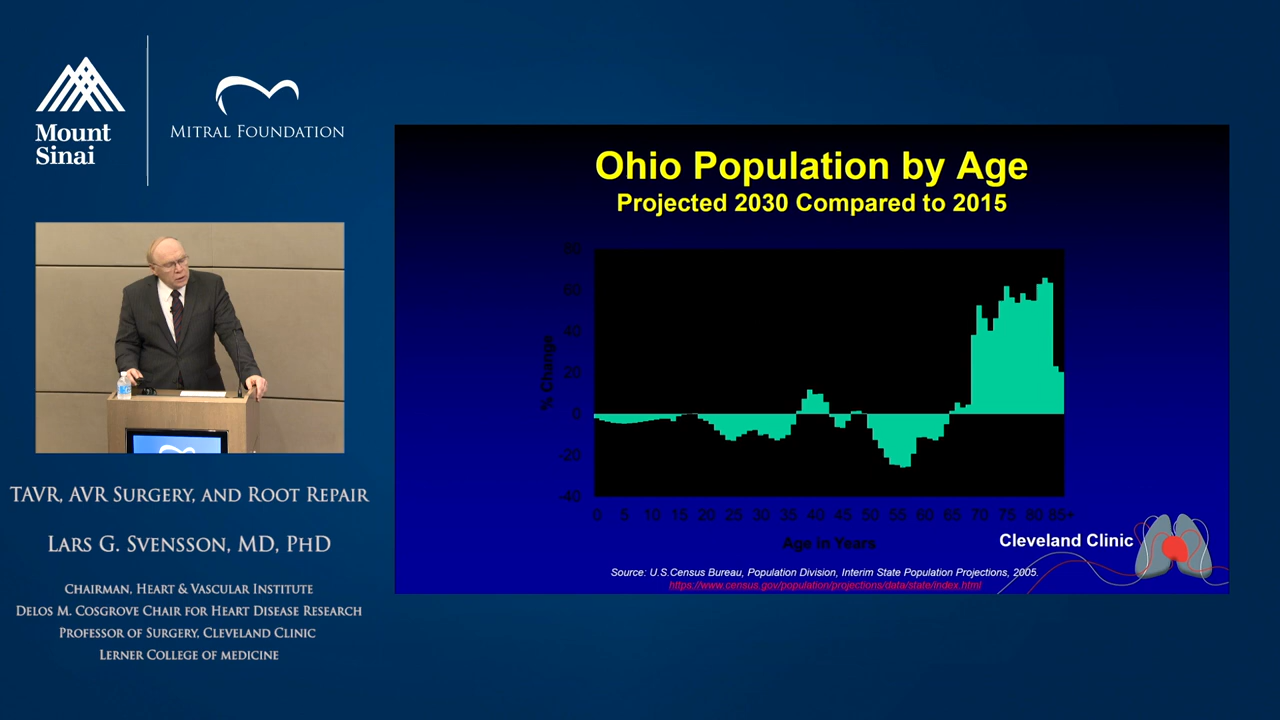 Mount
Sinai
Mitral Foundation
TAVR, AVR Surgery, and Root Repair
Lars G. Svensson, MD, PhD
Chairman, Heart & Vascular Institute
Delos M. Cosgrove Chair for Heart Disease Research
Professor of Surgery, Cleveland Clinic
Lerner College of medicine
Ohio Population by Age
Projected 2030 Compared to 2015
% Change
80
60
40
20
0
-20
-40
0 5 10 15 20 25 30 35 40 45 50 55 60 65 70 75 80 85+
Age in Years
Cleveland Clinic
Source: U.S.Census Bureau, Population Division, Interim State Population Projections, 2005.
https://www.census.gov/population/projections/data/state/index.html